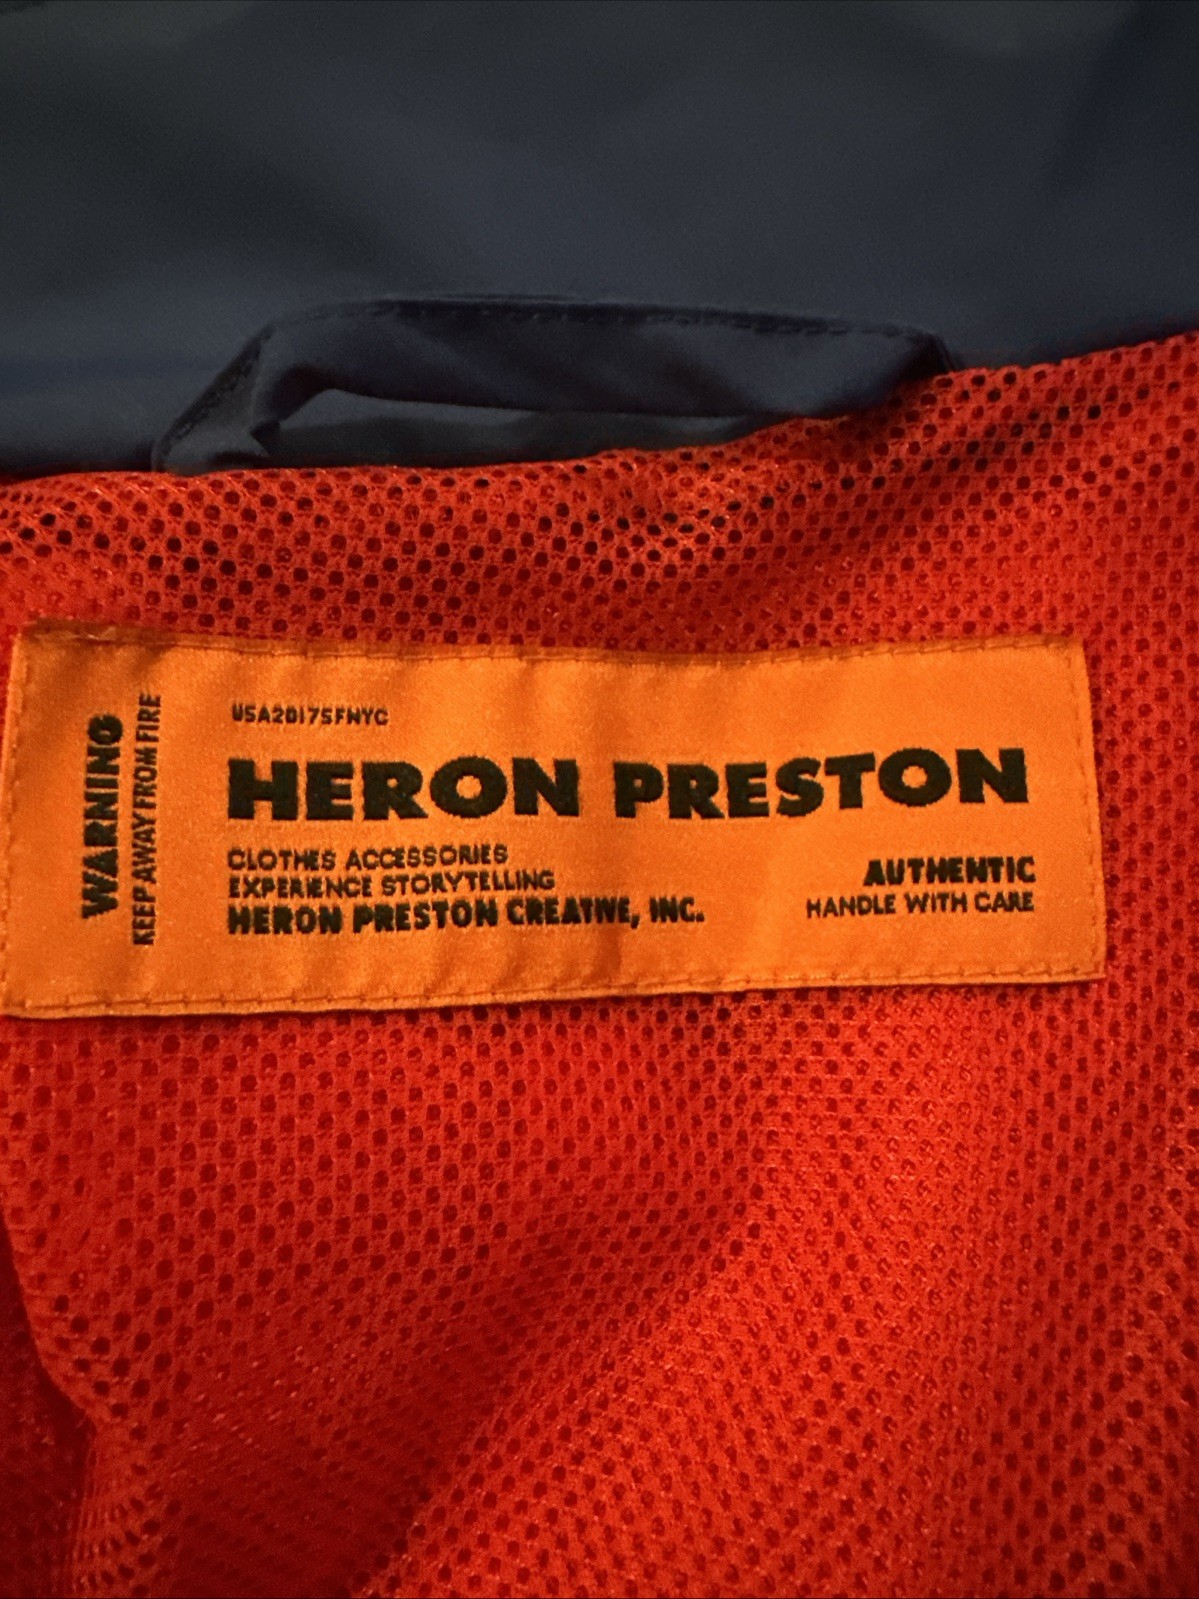 WARNING
KEEP AWAY FROM FIRE
USA2017SFNYC
HERON PRESTON
CLOTHES ACCESSORIES
EXPERIENCE STORYTELLING
HERON PRESTON CREATIVE, INC.
AUTHENTIC
HANDLE WITH CARE